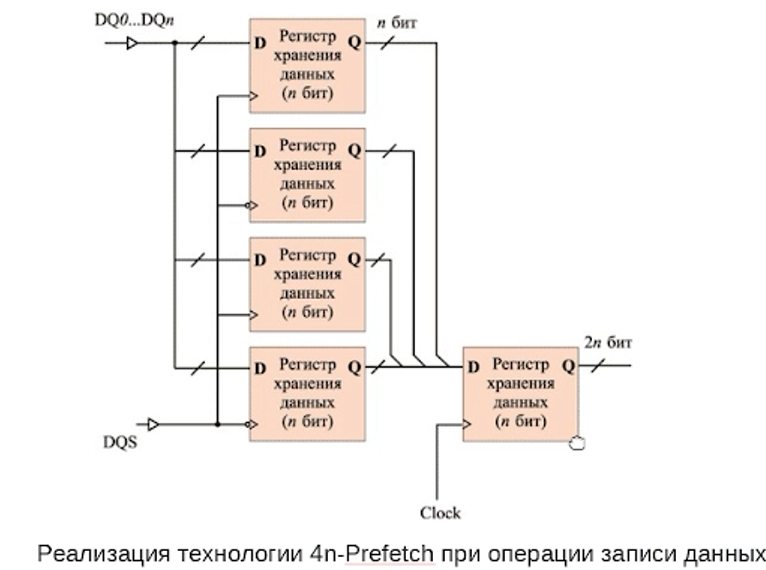 DQ0...DQn
n бит
D Регистр Q
хранения
данных
(n бит)
D Регистр Q
хранения
данных
(n бит)
D Регистр Q
хранения
данных
(n бит)
D Регистр Q
хранения
данных
(n бит)
2n бит
D Регистр Q
хранения
данных
(n бит)
DQS
Clock
Реализация технологии 4n-Prefetch при операции записи данных